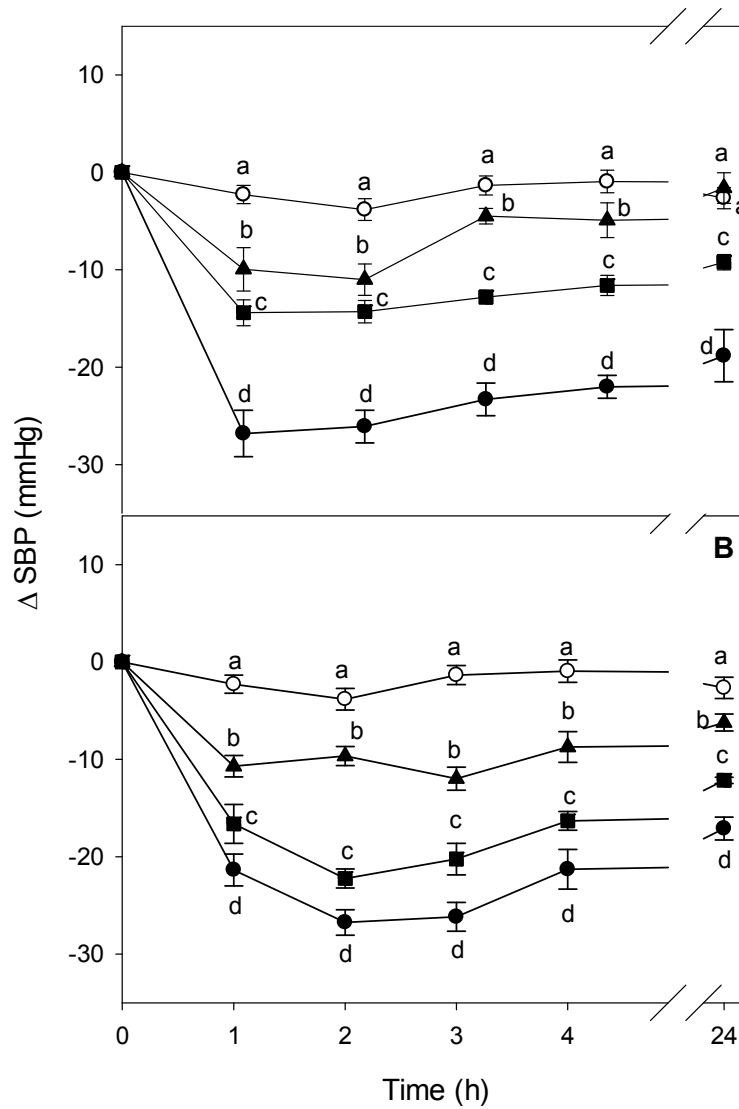 10
a a a a a
0
b b b b a
-10
c c c c c
-20
d d d d d
-30
Δ SBP (mmHg)
B
10
a a a a a
0
b b b b b
-10
c c c c c
-20
d d d d d
-30
0 1 2 3 4 24
Time (h)